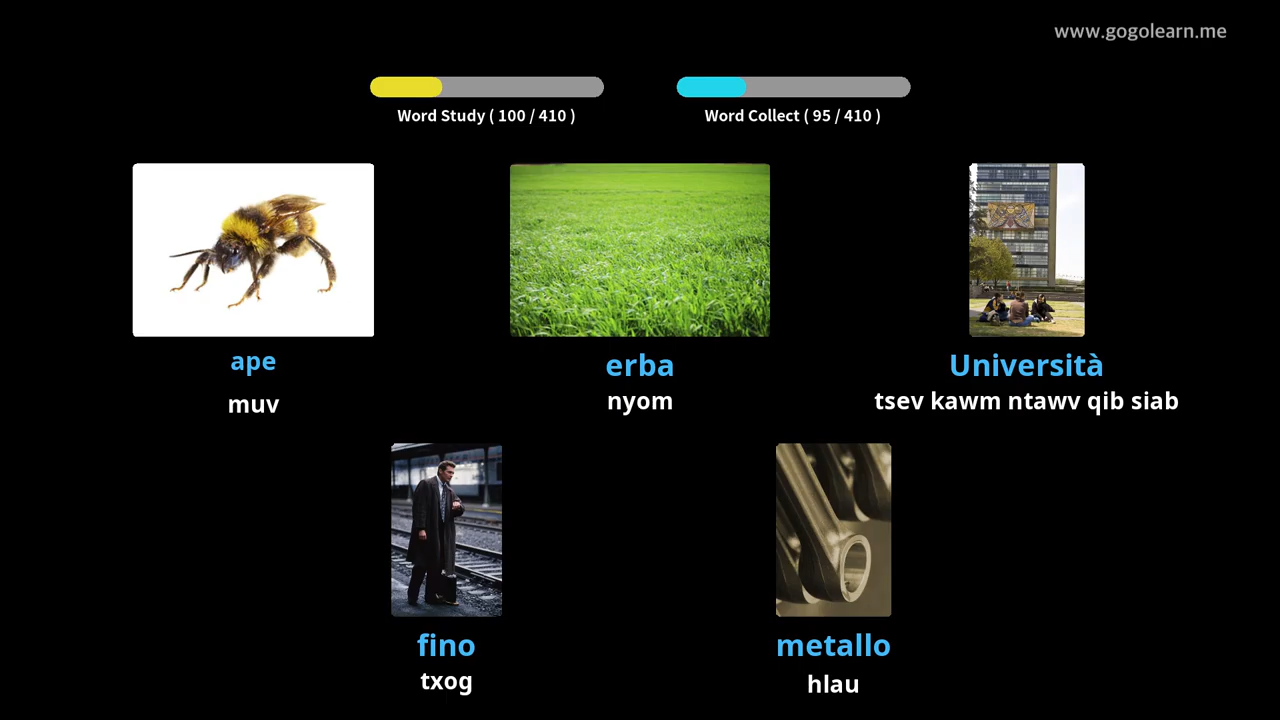 www.gogolearn.me
Word Study ( 100 / 410 )
Word Collect ( 95 / 410 )
ape
muv
erba
nyom
Università
tsev kawm ntawv qib siab
fino
txog
metallo
hlau